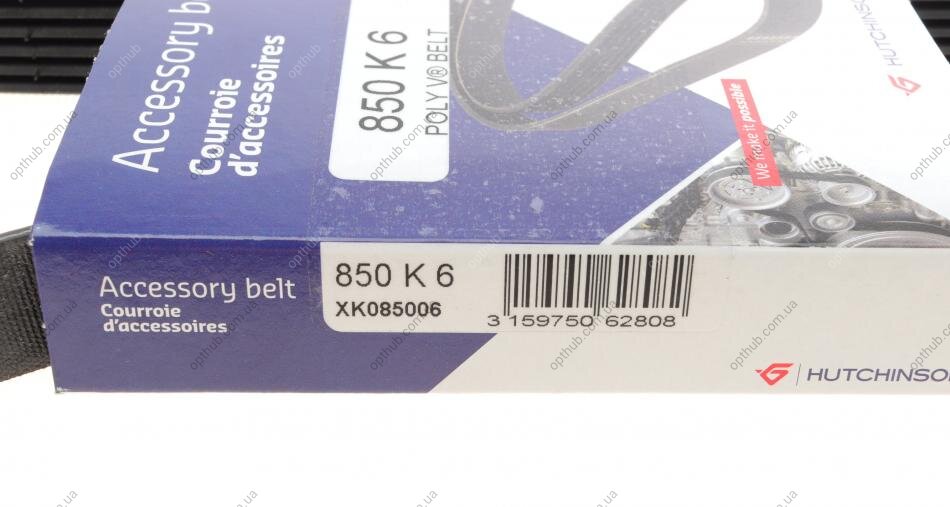 Accessory
Courroie
d'accessoires
850 K 6
POLY V® BELT
We make it possible
HUTCHINSON
Accessory belt
Courroie
d'accessoires
850 K 6
XK085006
3 159750 62808
HUTCHINSON
opthub.com.ua